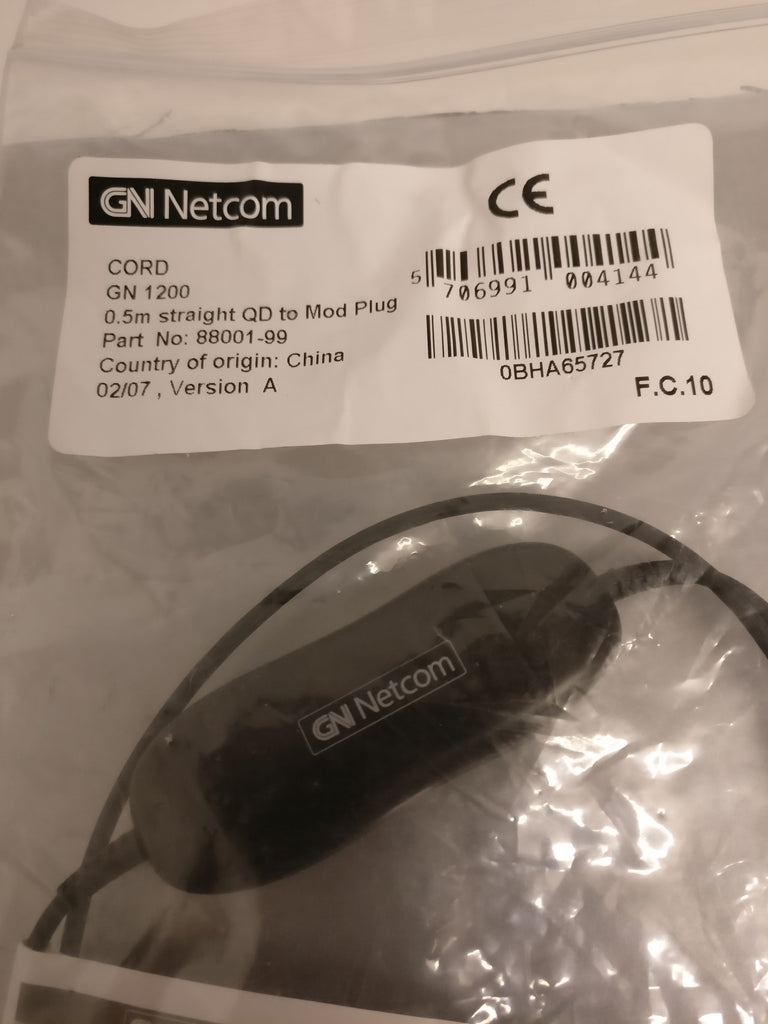 GN Netcom
CE
CORD
GN 1200
0.5m straight QD to Mod Plug
Part No: 88001-99
Country of origin: China
02/07 , Version A
5 706991 004144
0BHA65727
F.C.10
GN Netcom